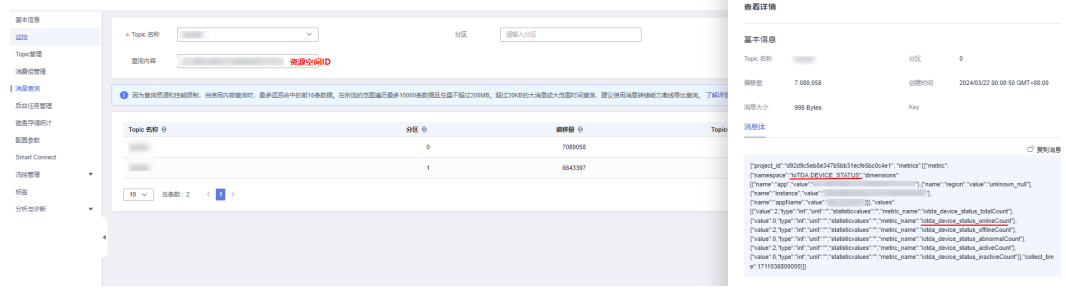 基本信息
监控
Topic管理
消费组管理
消息查询
后台任务管理
磁盘存储统计
配置参数
Smart Connect
流控管理
标签
分析与诊断
* Topic 名称
分区
请输入分区
查询内容
资源空间ID
因为查询资源和性能限制，当使用内容查询时，最多返回命中的前10条数据。在所选的范围遍历最多10000条数据且总量不超过200MB。超过20KB的大消息或大范围时间查询，建议使用消息转储能力离线导出查询。 了解详情
Topic 名称
分区
偏移量
Topic
0
7080058
1
6643397
10
总条数：2
1
查看详情
基本信息
Topic 名称
分区
0
偏移量
7,080,058
创建时间
2024/03/22 00:00:50 GMT+08:00
消息大小
998 Bytes
Key
消息体
复制消息
{"project_id":"d92d9c5eb8e347b5bb31ecfe5bc0c4e1", "metrics":[{"metric":
{"namespace":"IoTDA.DEVICE_STATUS","dimensions":
[{"name":"app","value":"
"},{"name":"region","value":"unknown_null"},
{"name":"instance","value":"
"},
{"name":"appName","value":"
"}]},"values":
[{"value":2,"type":"int","unit":"","statisticvalues":"","metric_name":"iotda_device_status_totalCount"},
{"value":0,"type":"int","unit":"","statisticvalues":"","metric_name":"iotda_device_status_onlineCount"},
{"value":2,"type":"int","unit":"","statisticvalues":"","metric_name":"iotda_device_status_offlineCount"},
{"value":0,"type":"int","unit":"","statisticvalues":"","metric_name":"iotda_device_status_abnormalCount"},
{"value":2,"type":"int","unit":"","statisticvalues":"","metric_name":"iotda_device_status_activeCount"},
{"value":0,"type":"int","unit":"","statisticvalues":"","metric_name":"iotda_device_status_inactiveCount"}],"collect_tim
e":1711036800000}]}